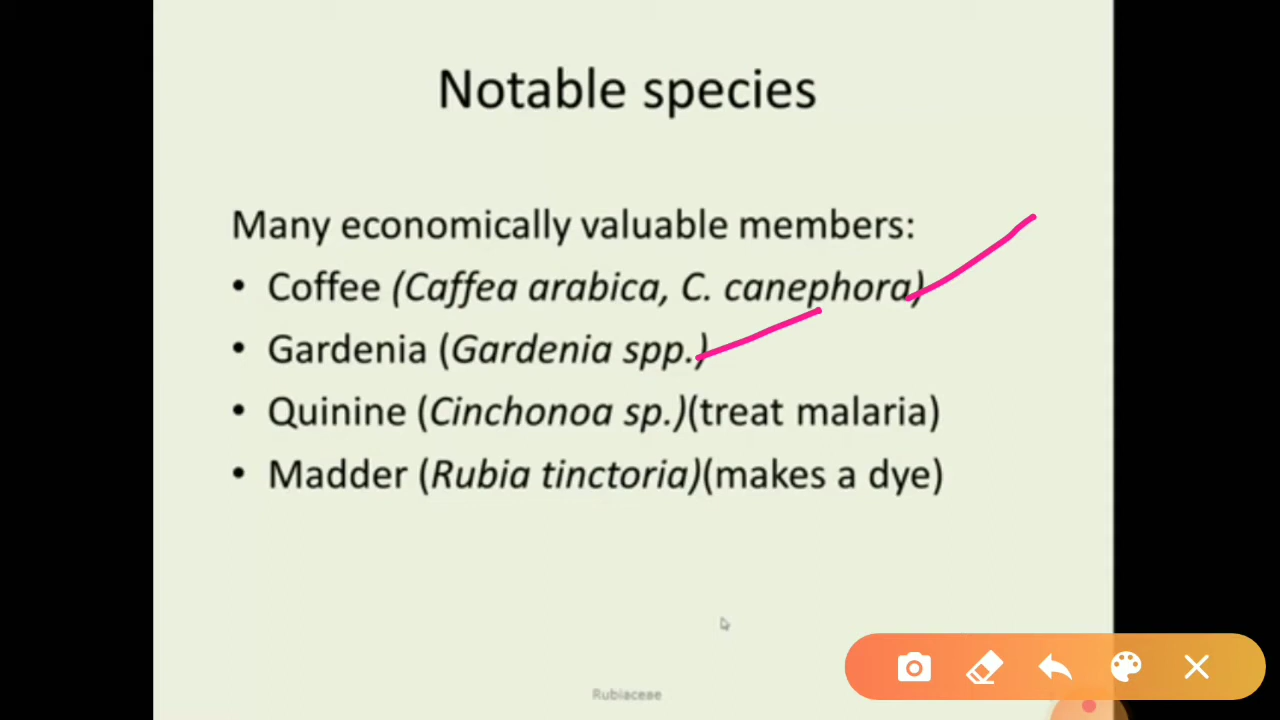 Notable species
Many economically valuable members:
• Coffee (Caffea arabica, C. canephora)
• Gardenia (Gardenia spp.)
• Quinine (Cinchonoa sp.)(treat malaria)
• Madder (Rubia tinctoria)(makes a dye)
Rubiaceae